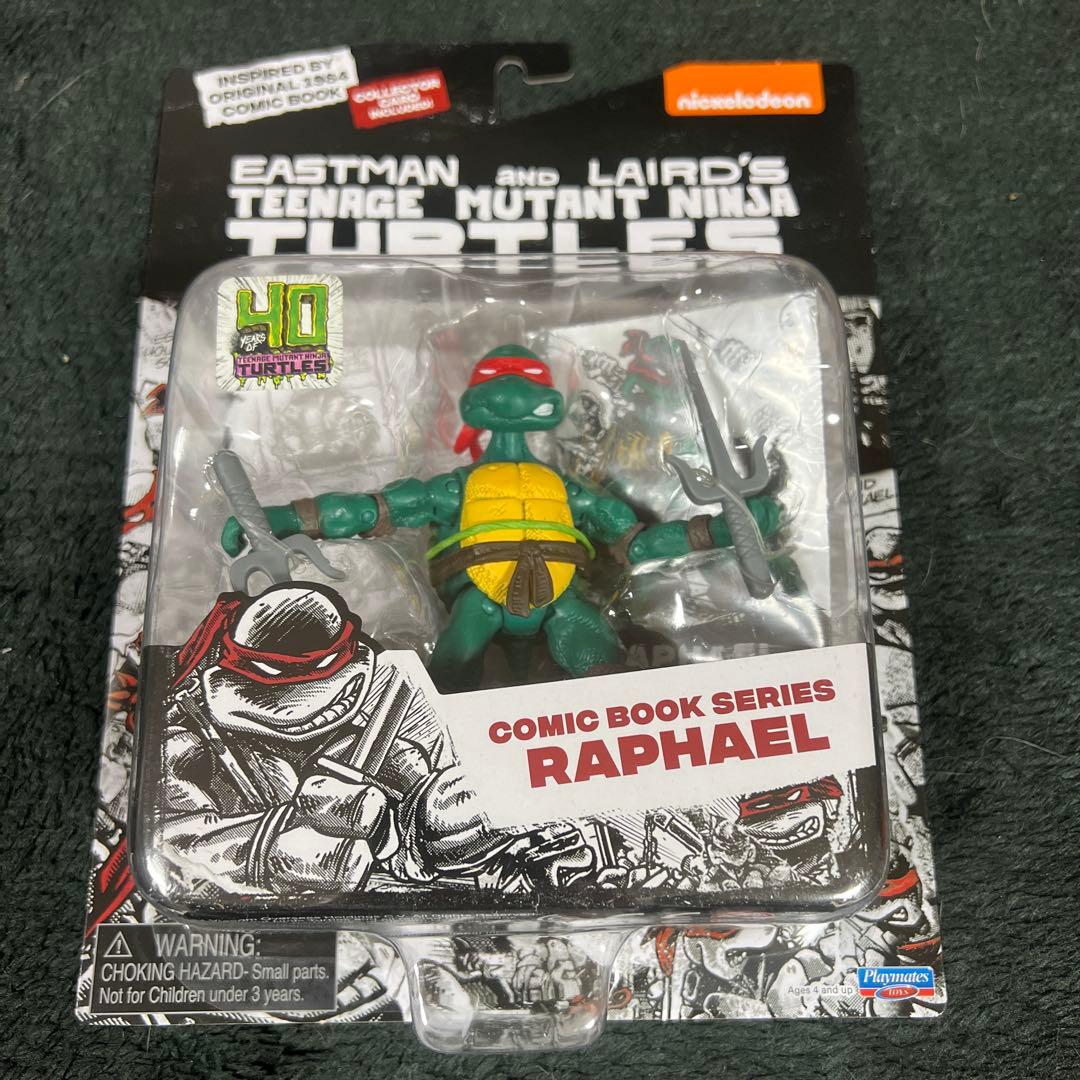 INSPIRED BY
ORIGINAL 1984
COMIC BOOK
COLLECTOR
CARD
INCLUDED!
nickelodeon
EASTMAN AND LAIRD'S
TEENAGE MUTANT NINJA
TURTLES
40
YEARS OF
TEENAGE MUTANT NINJA
TURTLES
COMIC BOOK SERIES
RAPHAEL
WARNING:
CHOKING HAZARD- Small parts.
Not for Children under 3 years.
Ages 4 and up
Playmates
TOYS